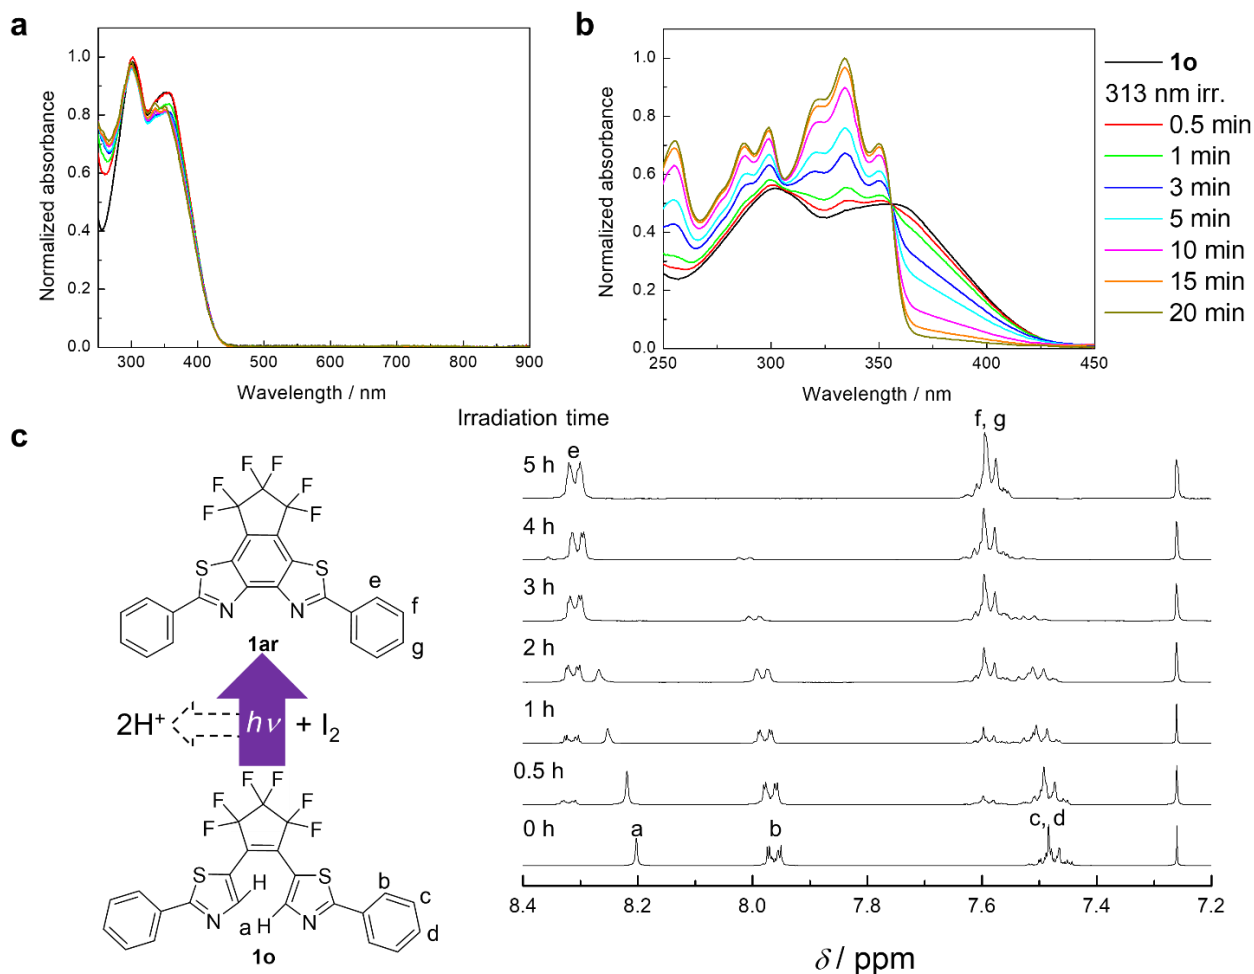 a
b
Normalized absorbance
1.0
0.8
0.6
0.4
0.2
0.0
300 400 500 600 700 800 900
Wavelength / nm
Normalized absorbance
1.0
0.8
0.6
0.4
0.2
0.0
250 300 350 400 450
Wavelength / nm
1o
313 nm irr.
0.5 min
1 min
3 min
5 min
10 min
15 min
20 min
c
F F F F F F
S S
N N
e
f
g
1ar
2H⁺ hν + I₂
F F F F F F
S H S
N a H N
b
c
d
1o
Irradiation time
5 h
e
f, g
4 h
3 h
2 h
1 h
0.5 h
0 h
a
b
c, d
8.4 8.2 8.0 7.8 7.6 7.4 7.2
δ / ppm